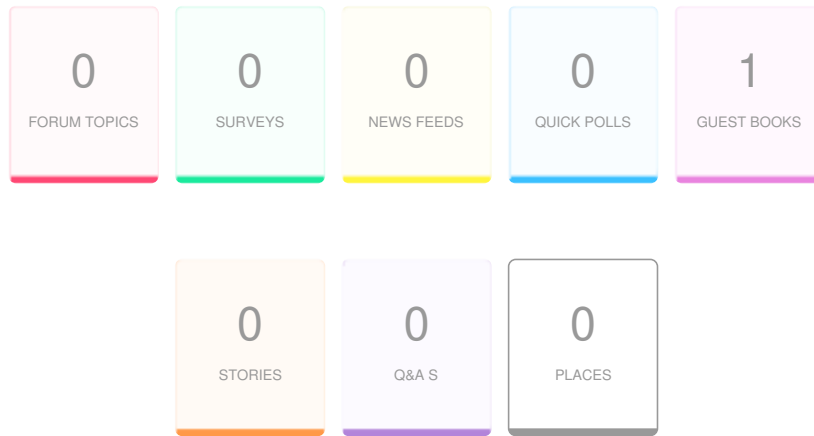 0 0 0 0 1
FORUM TOPICS SURVEYS NEWS FEEDS QUICK POLLS GUEST BOOKS
0 0 0
STORIES Q&A S PLACES